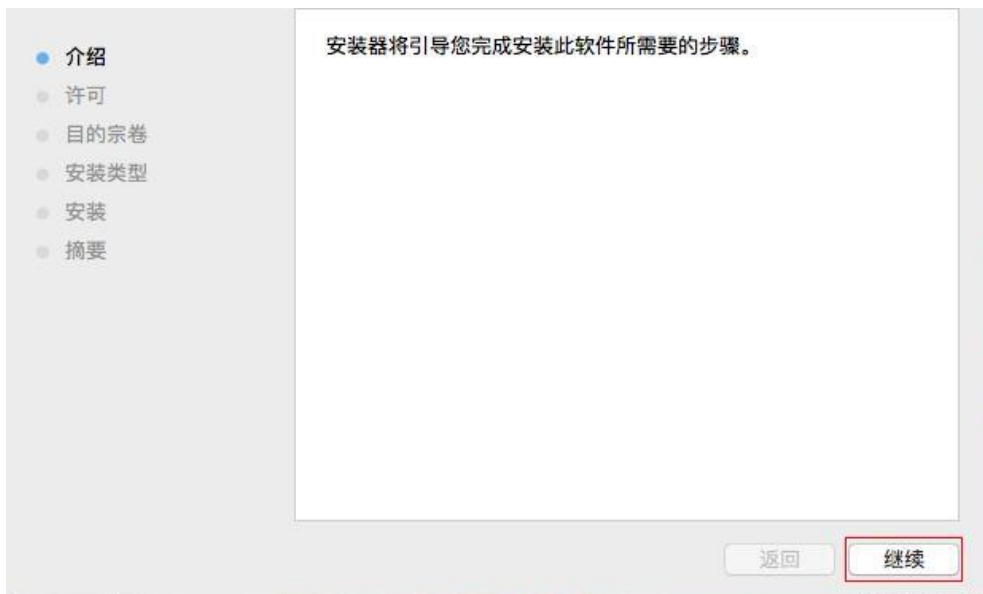 介绍
许可
目的宗卷
安装类型
安装
摘要
安装器将引导您完成安装此软件所需要的步骤。
返回
继续